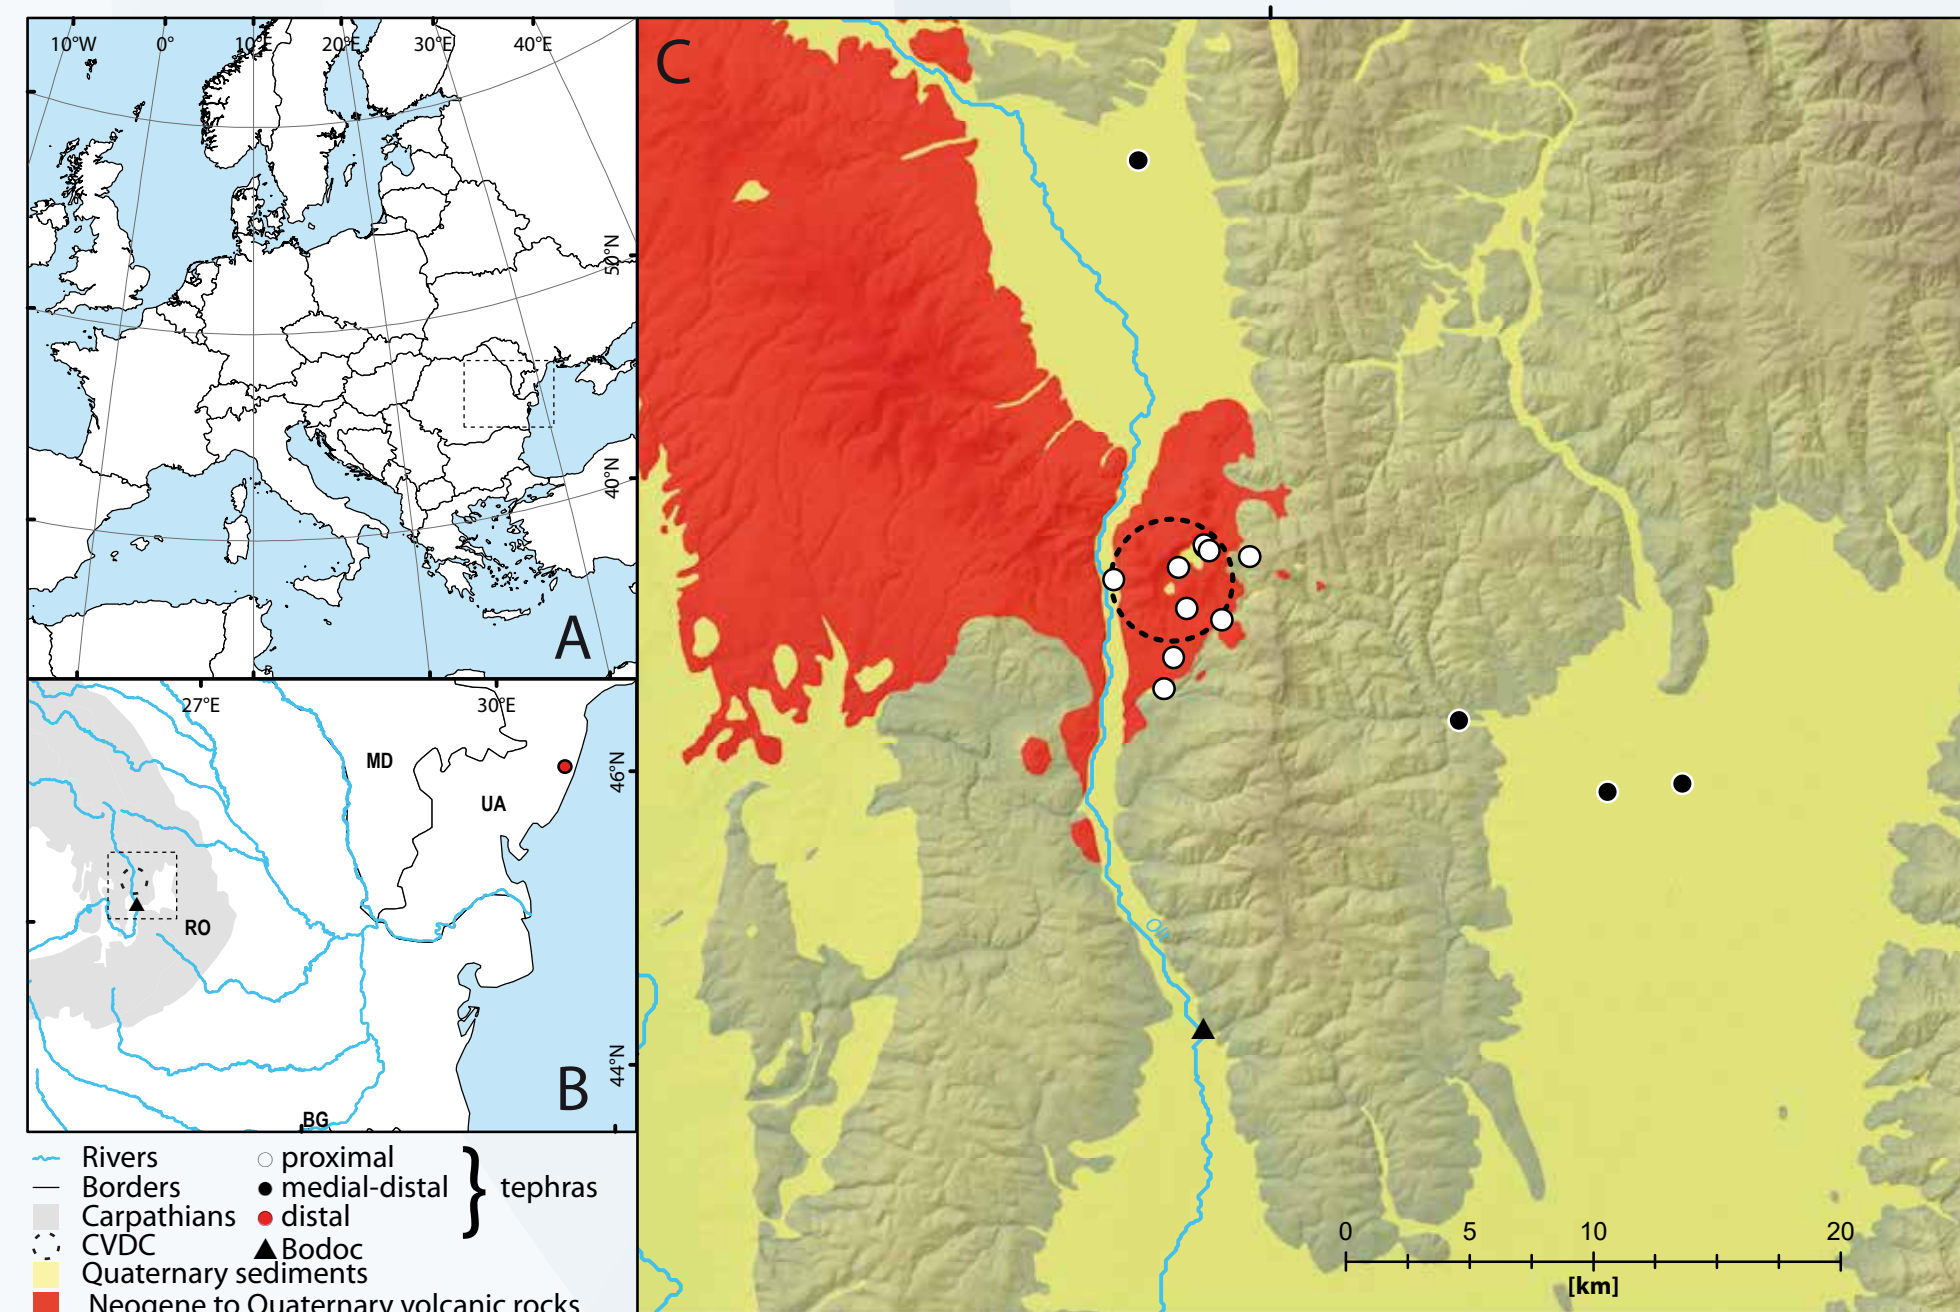 10°W 0° 10°E 20°E 30°E 40°E
50°N
40°N
A
27°E 30°E
MD
46°N
UA
RO
44°N
B
BG
C
Olt
0 5 10 20
[km]
Rivers
Borders
Carpathians
CVDC
Quaternary sediments
Neogene to Quaternary volcanic rocks
proximal
medial-distal
distal
} tephras
Bodoc